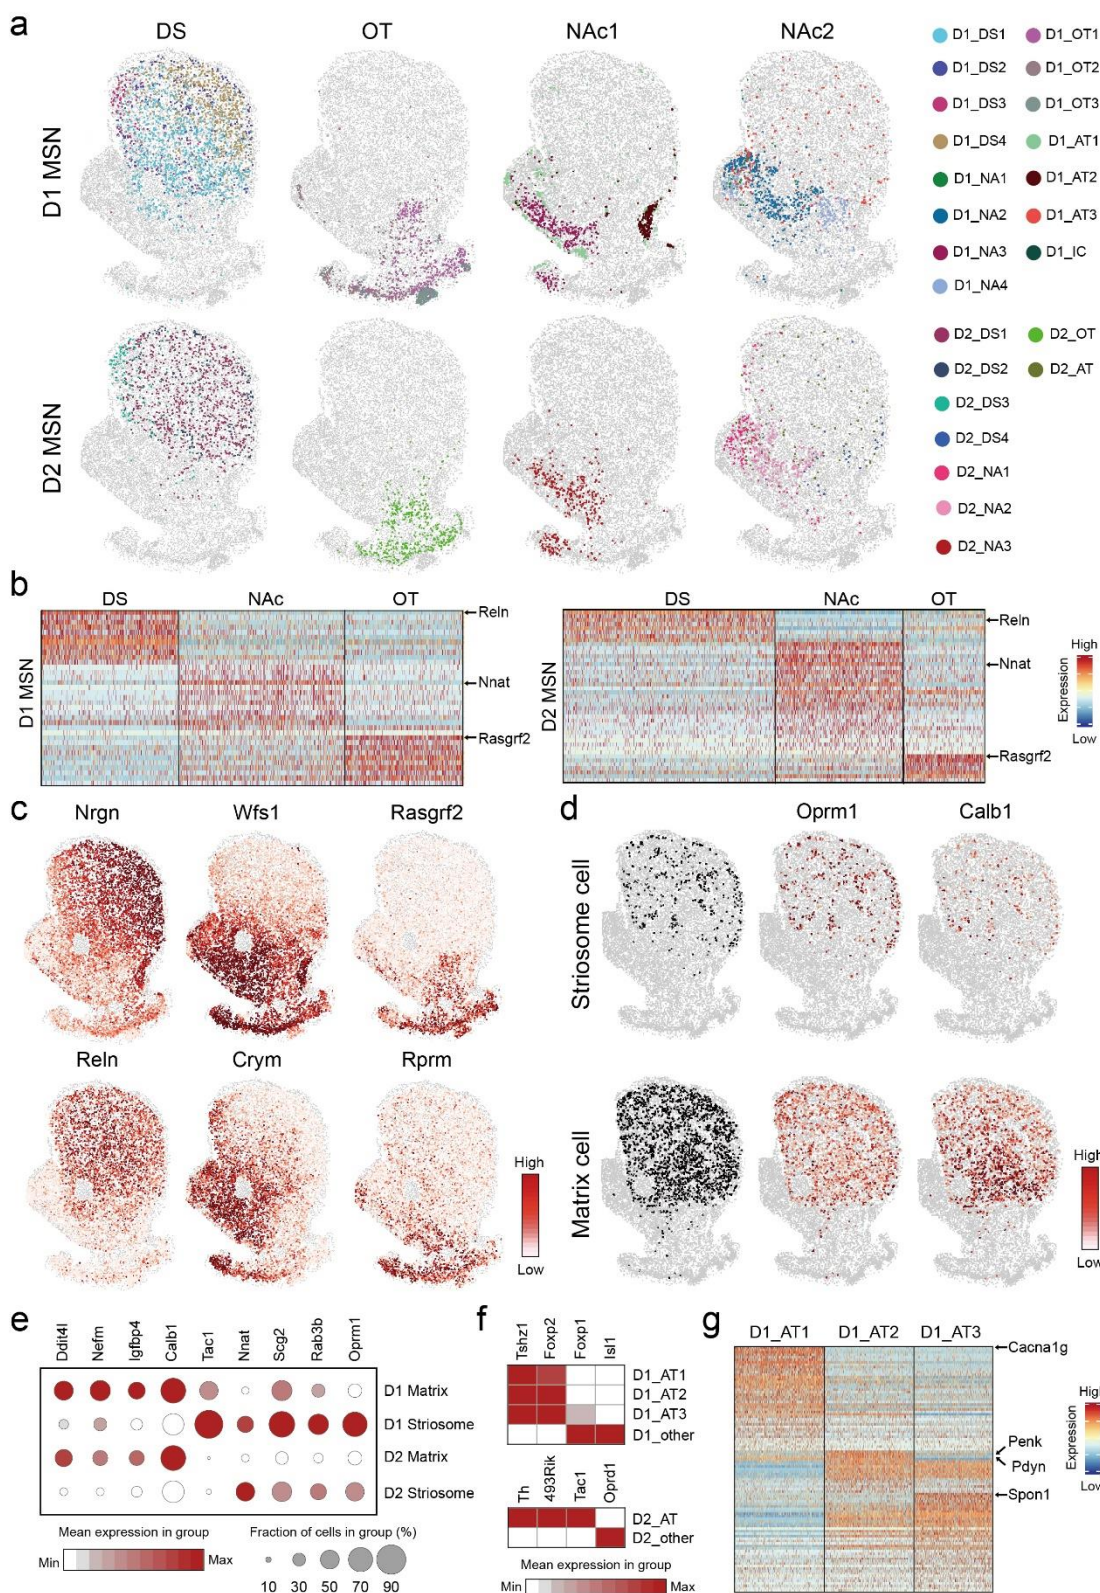 a
DS
OT
NAc1
NAc2
D1 MSN
D2 MSN
D1_DS1
D1_OT1
D1_DS2
D1_OT2
D1_DS3
D1_OT3
D1_DS4
D1_AT1
D1_NA1
D1_AT2
D1_NA2
D1_AT3
D1_NA3
D1_IC
D1_NA4
D2_DS1
D2_OT
D2_DS2
D2_AT
D2_DS3
D2_DS4
D2_NA1
D2_NA2
D2_NA3
b
DS
NAc
OT
D1 MSN
Reln
Nnat
Rasgrf2
DS
NAc
OT
D2 MSN
Reln
Nnat
Rasgrf2
High
Expression
Low
c
Nrgn
Wfs1
Rasgrf2
Reln
Crym
Rprm
High
Low
d
Oprm1
Calb1
Striosome cell
Matrix cell
High
Low
e
Ddit4l
Nefm
Igfbp4
Calb1
Tac1
Nnat
Scg2
Rab3b
Oprm1
D1 Matrix
D1 Striosome
D2 Matrix
D2 Striosome
Mean expression in group
Min
Max
Fraction of cells in group (%)
10 30 50 70 90
f
Tshz1
Foxp2
Foxp1
Isl1
D1_AT1
D1_AT2
D1_AT3
D1_other
Th
493Rik
Tac1
Oprd1
D2_AT
D2_other
Mean expression in group
Min
Max
g
D1_AT1
D1_AT2
D1_AT3
Cacna1g
Penk
Pdyn
Spon1
High
Expression
Low